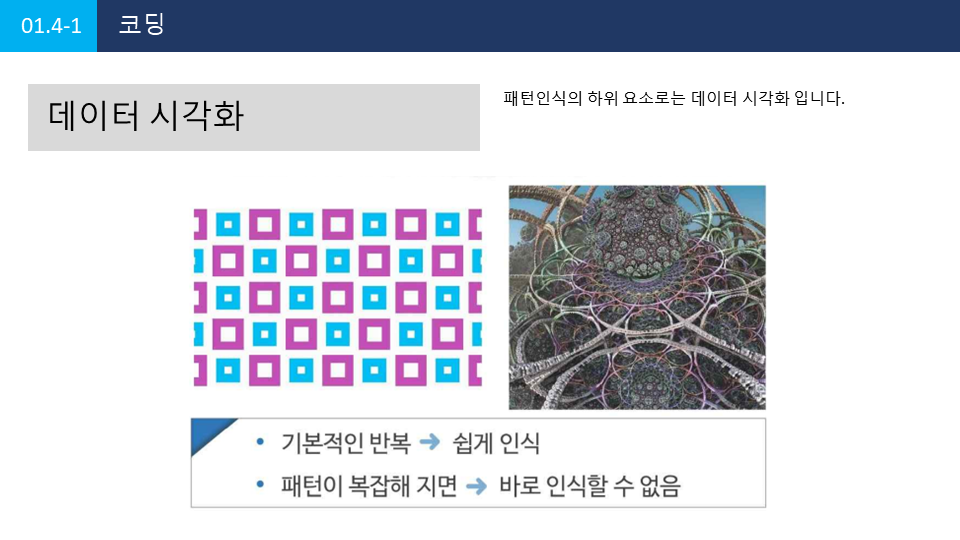 01.4-1 코딩
데이터 시각화
패턴인식의 하위 요소로는 데이터 시각화 입니다.
• 기본적인 반복 ➔ 쉽게 인식
• 패턴이 복잡해 지면 ➔ 바로 인식할 수 없음